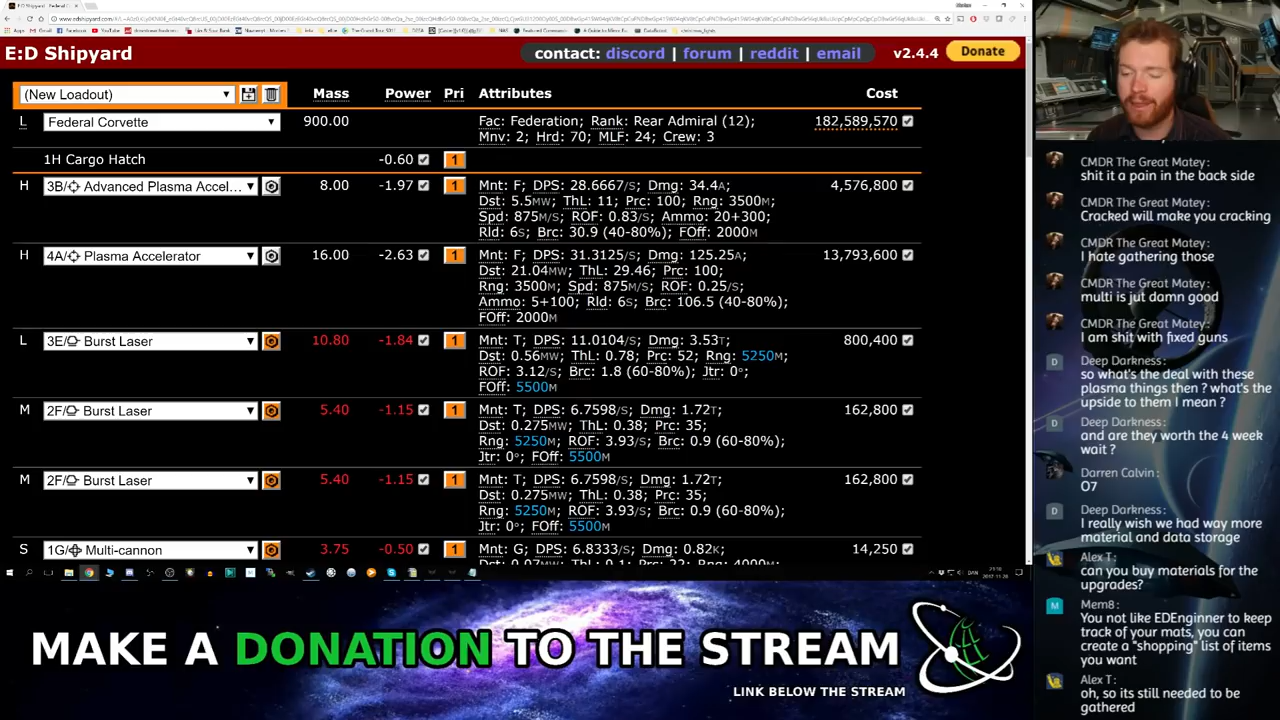 E:D Shipyard
contact: discord | forum | reddit | email
v2.4.4
Donate
(New Loadout)
Mass
Power
Pri
Attributes
Cost
L
Federal Corvette
900.00
Fac: Federation; Rank: Rear Admiral (12);
Mnv: 2; Hrd: 70; MLF: 24; Crew: 3
182,589,570
1H Cargo Hatch
-0.60
1
H
3B/ Advanced Plasma Accel...
8.00
-1.97
1
Mnt: F; DPS: 28.6667/S; Dmg: 34.4A;
Dst: 5.5MW; ThL: 11; Prc: 100; Rng: 3500M;
Spd: 875M/S; ROF: 0.83/S; Ammo: 20+300;
Rld: 6S; Brc: 30.9 (40-80%); FOff: 2000M
4,576,800
H
4A/ Plasma Accelerator
16.00
-2.63
1
Mnt: F; DPS: 31.3125/S; Dmg: 125.25A;
Dst: 21.04MW; ThL: 29.46; Prc: 100;
Rng: 3500M; Spd: 875M/S; ROF: 0.25/S;
Ammo: 5+100; Rld: 6S; Brc: 106.5 (40-80%);
FOff: 2000M
13,793,600
L
3E/ Burst Laser
10.80
-1.84
1
Mnt: T; DPS: 11.0104/S; Dmg: 3.53T;
Dst: 0.56MW; ThL: 0.78; Prc: 52; Rng: 5250M;
ROF: 3.12/S; Brc: 1.8 (60-80%); Jtr: 0°;
FOff: 5500M
800,400
M
2F/ Burst Laser
5.40
-1.15
1
Mnt: T; DPS: 6.7598/S; Dmg: 1.72T;
Dst: 0.275MW; ThL: 0.38; Prc: 35;
Rng: 5250M; ROF: 3.93/S; Brc: 0.9 (60-80%);
Jtr: 0°; FOff: 5500M
162,800
M
2F/ Burst Laser
5.40
-1.15
1
Mnt: T; DPS: 6.7598/S; Dmg: 1.72T;
Dst: 0.275MW; ThL: 0.38; Prc: 35;
Rng: 5250M; ROF: 3.93/S; Brc: 0.9 (60-80%);
Jtr: 0°; FOff: 5500M
162,800
S
1G/ Multi-cannon
3.75
-0.50
1
Mnt: G; DPS: 6.8333/S; Dmg: 0.82K;
14,250
MAKE A DONATION TO THE STREAM
LINK BELOW THE STREAM
CMDR The Great Matey :
shit it a pain in the back side
CMDR The Great Matey :
Cracked will make you cracking
CMDR The Great Matey :
I hate gathering those
CMDR The Great Matey :
multi is jut damn good
CMDR The Great Matey :
I am shit with fixed guns
Deep Darkness :
so what's the deal with these
plasma things then ? what's the
upside to them I mean ?
Deep Darkness :
and are they worth the 4 week
wait ?
Darren Calvin :
O7
Deep Darkness :
I really wish we had way more
material and data storage
Alex T :
can you buy materials for the
upgrades?
Mem8 :
You not like EDEnginner to keep
track of your mats, you can
create a "shopping" list of items
you want
Alex T :
oh, so its still needed to be
gathered